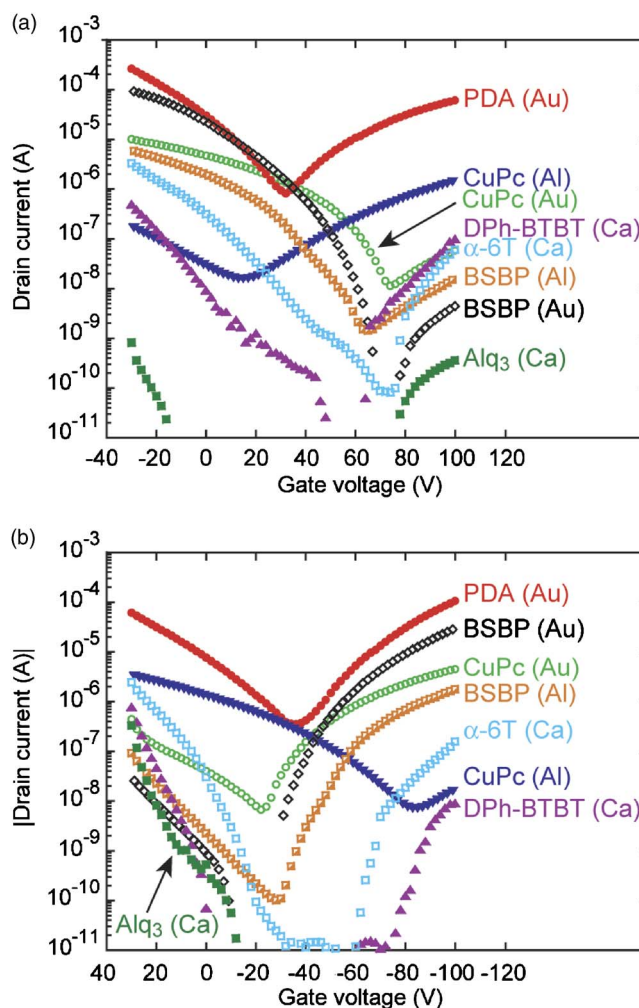 (a)
10-3
10-4
10-5
10-6
10-7
10-8
10-9
10-10
10-11
Drain current (A)
PDA (Au)
CuPc (Al)
CuPc (Au)
DPh-BTBT (Ca)
α-6T (Ca)
BSBP (Al)
BSBP (Au)
Alq3 (Ca)
-40 -20 0 20 40 60 80 100
Gate voltage (V)
(b)
10-3
10-4
10-5
10-6
10-7
10-8
10-9
10-10
10-11
|Drain current (A)|
PDA (Au)
BSBP (Au)
CuPc (Au)
BSBP (Al)
α-6T (Ca)
CuPc (Al)
DPh-BTBT (Ca)
Alq3 (Ca)
40 20 0 -20 -40 -60 -80 -100 -120
Gate voltage (V)